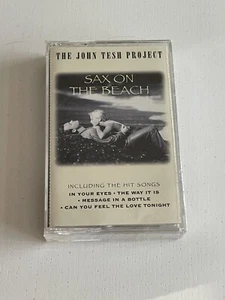 THE JOHN TESH PROJECT
SAX ON
THE BEACH
INCLUDING THE HIT SONGS
IN YOUR EYES • THE WAY IT IS
• MESSAGE IN A BOTTLE
• CAN YOU FEEL THE LOVE TONIGHT